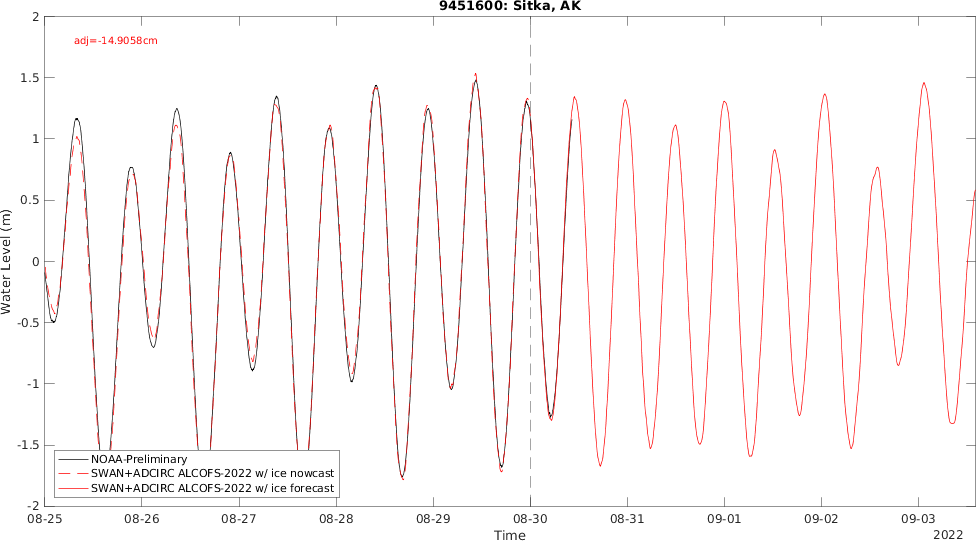 9451600: Sitka, AK
adj=-14.9058cm
2
1.5
1
0.5
0
-0.5
-1
-1.5
-2
Water Level (m)
NOAA-Preliminary
SWAN+ADCIRC ALCOFS-2022 w/ ice nowcast
SWAN+ADCIRC ALCOFS-2022 w/ ice forecast
08-25 08-26 08-27 08-28 08-29 08-30 08-31 09-01 09-02 09-03
Time
2022